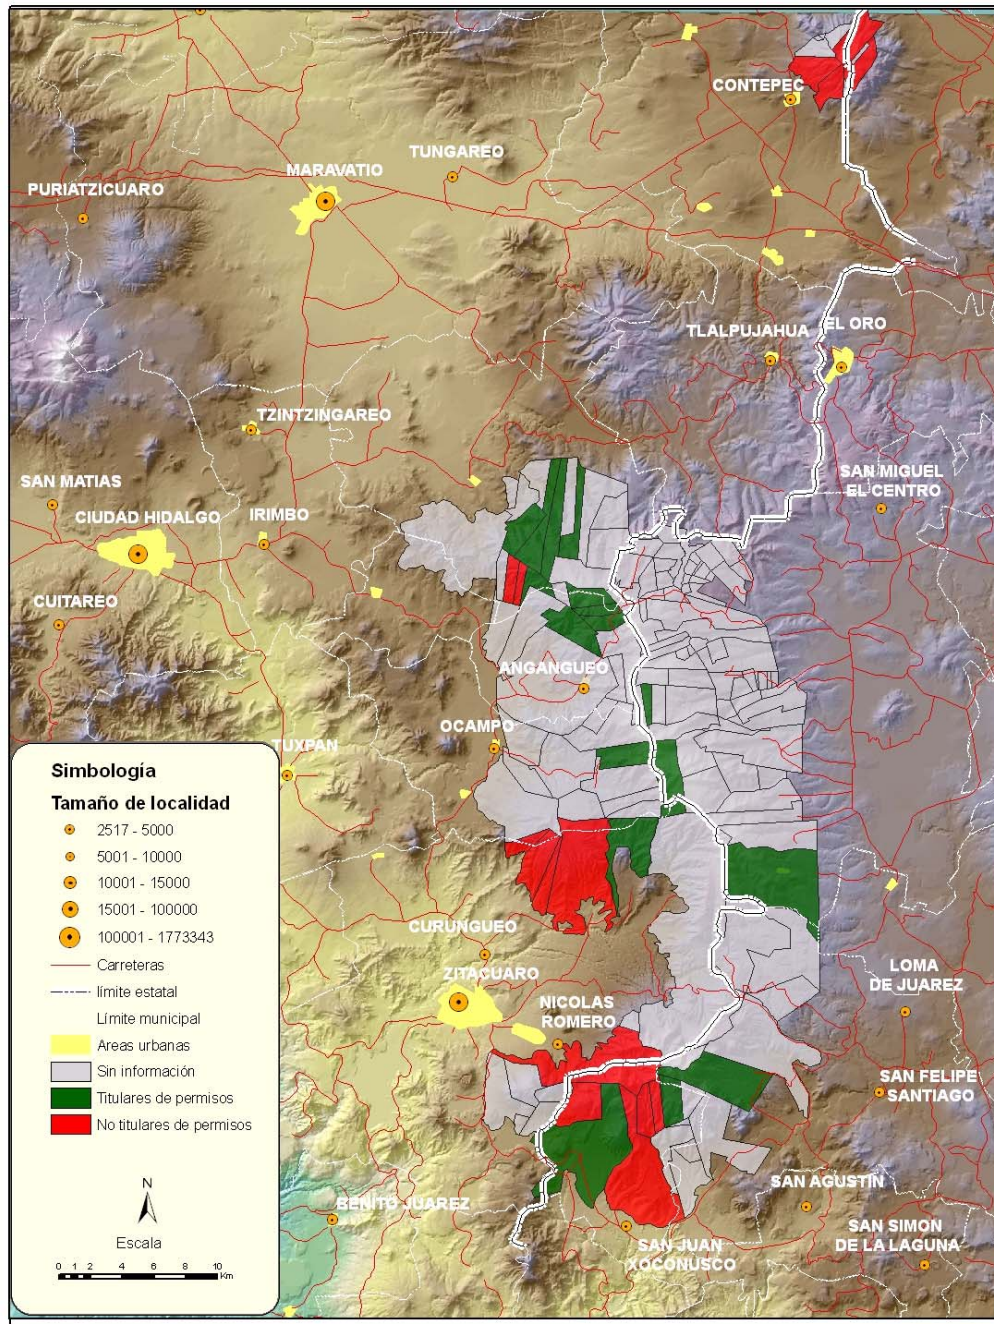 CONTEPEC
TUNGAREO
MARAVATIO
PURIATZICUARO
TLALPUJAHUA
EL ORO
TZINTZINGAREO
SAN MIGUEL
EL CENTRO
SAN MATIAS
CIUDAD HIDALGO
IRIMBO
CUITAREO
ANGANGUEO
OCAMPO
TUXPAN
CURUNGUEO
ZITACUARO
NICOLAS
ROMERO
LOMA
DE JUAREZ
SAN FELIPE
SANTIAGO
BENITO JUAREZ
SAN AGUSTIN
SAN JUAN
XOCONUSCO
SAN SIMON
DE LA LAGUNA
Simbología
Tamaño de localidad
2517 - 5000
5001 - 10000
10001 - 15000
15001 - 100000
100001 - 1773343
Carreteras
límite estatal
Límite municipal
Areas urbanas
Sin información
Titulares de permisos
No titulares de permisos
N
Escala
0 1 2 4 6 8 10
Km